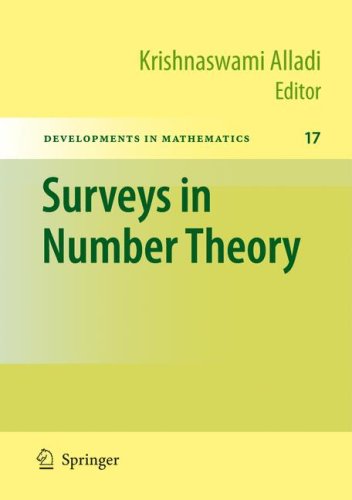 Krishnaswami Alladi
Editor
DEVELOPMENTS IN MATHEMATICS 17
Surveys in
Number Theory
Springer